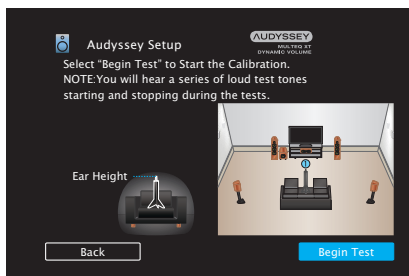 Audyssey Setup
AUDYSSEY
MULTEQ XT
DYNAMIC VOLUME
Select “Begin Test” to Start the Calibration.
NOTE:You will hear a series of loud test tones
starting and stopping during the tests.
Ear Height
Back
Begin Test